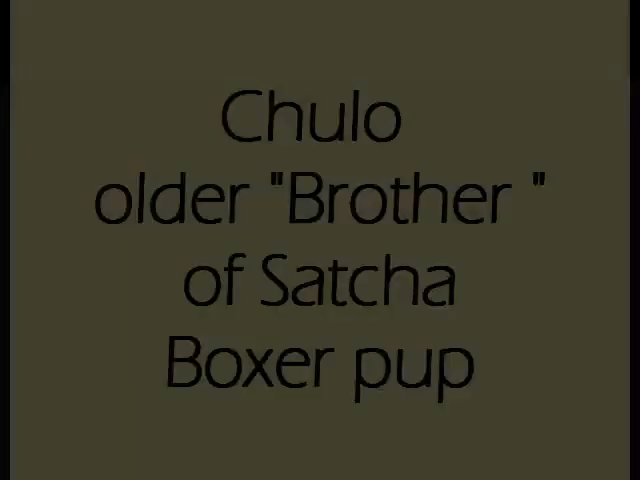 Chulo
older "Brother "
of Satcha
Boxer pup